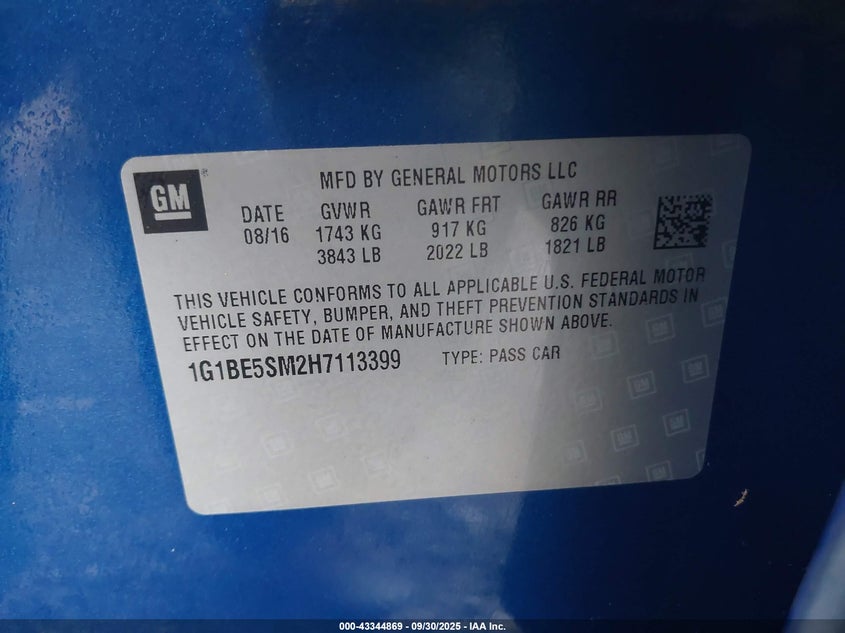 GM
MFD BY GENERAL MOTORS LLC
DATE GVWR GAWR FRT GAWR RR
08/16 1743 KG 917 KG 826 KG
3843 LB 2022 LB 1821 LB
THIS VEHICLE CONFORMS TO ALL APPLICABLE U.S. FEDERAL MOTOR
VEHICLE SAFETY, BUMPER, AND THEFT PREVENTION STANDARDS IN
EFFECT ON THE DATE OF MANUFACTURE SHOWN ABOVE.
1G1BE5SM2H7113399 TYPE: PASS CAR
000-43344869 | 09/30/2025 - IAA Inc.